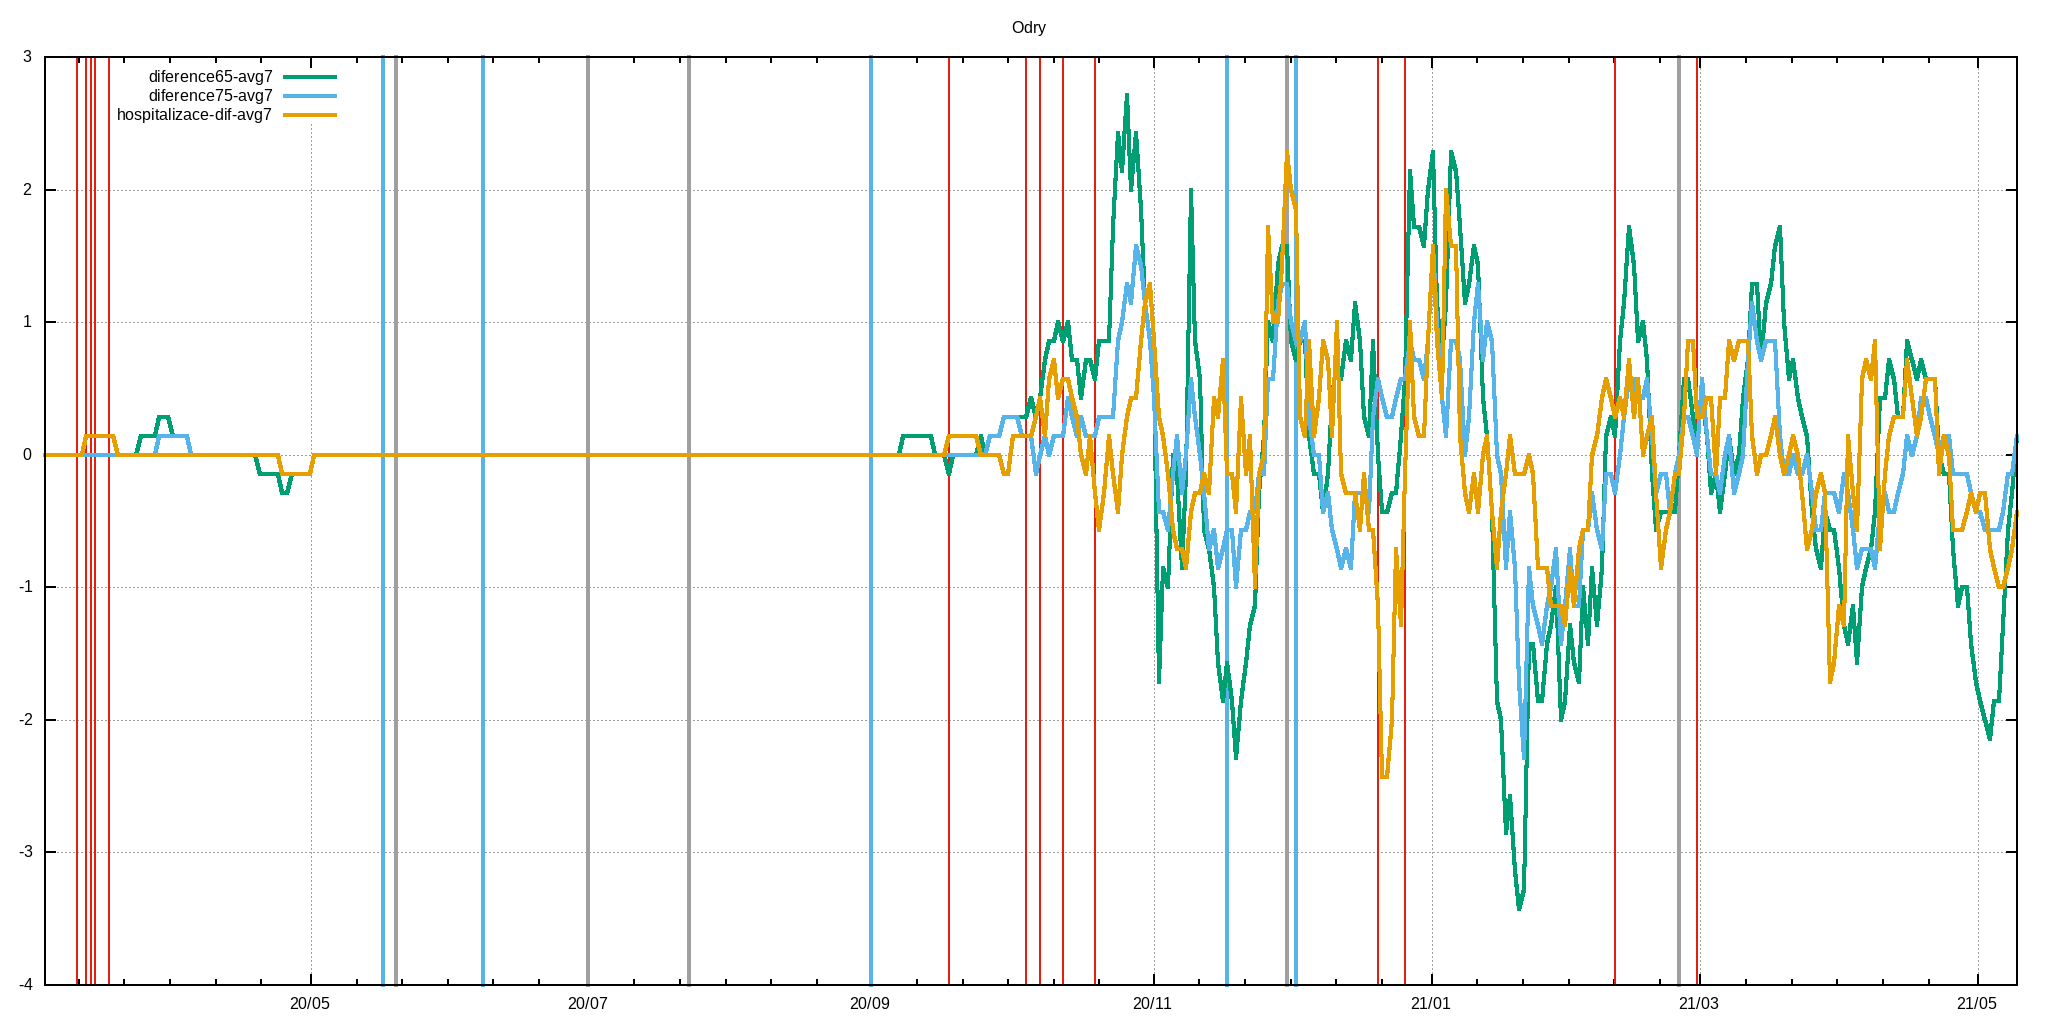 Odry
3
diference65-avg7
diference75-avg7
hospitalizace-dif-avg7
2
1
0
-1
-2
-3
-4
20/05 20/07 20/09 20/11 21/01 21/03 21/05